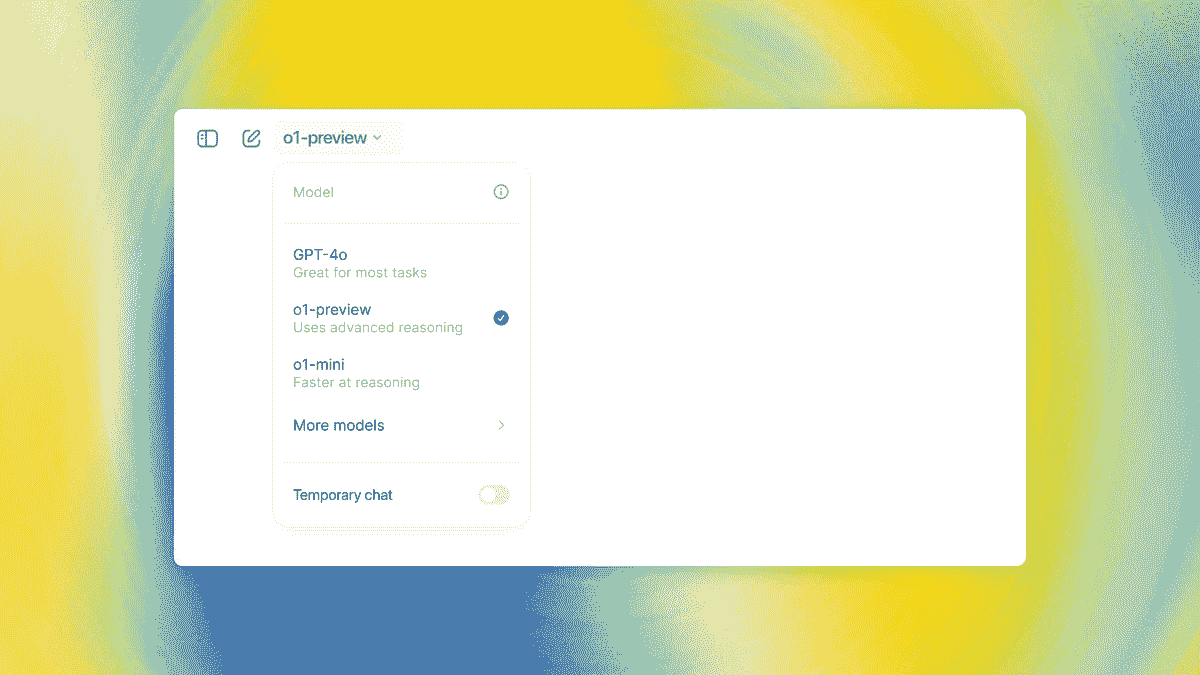 o1-preview
Model
GPT-4o
Great for most tasks
o1-preview
Uses advanced reasoning
o1-mini
Faster at reasoning
More models
Temporary chat